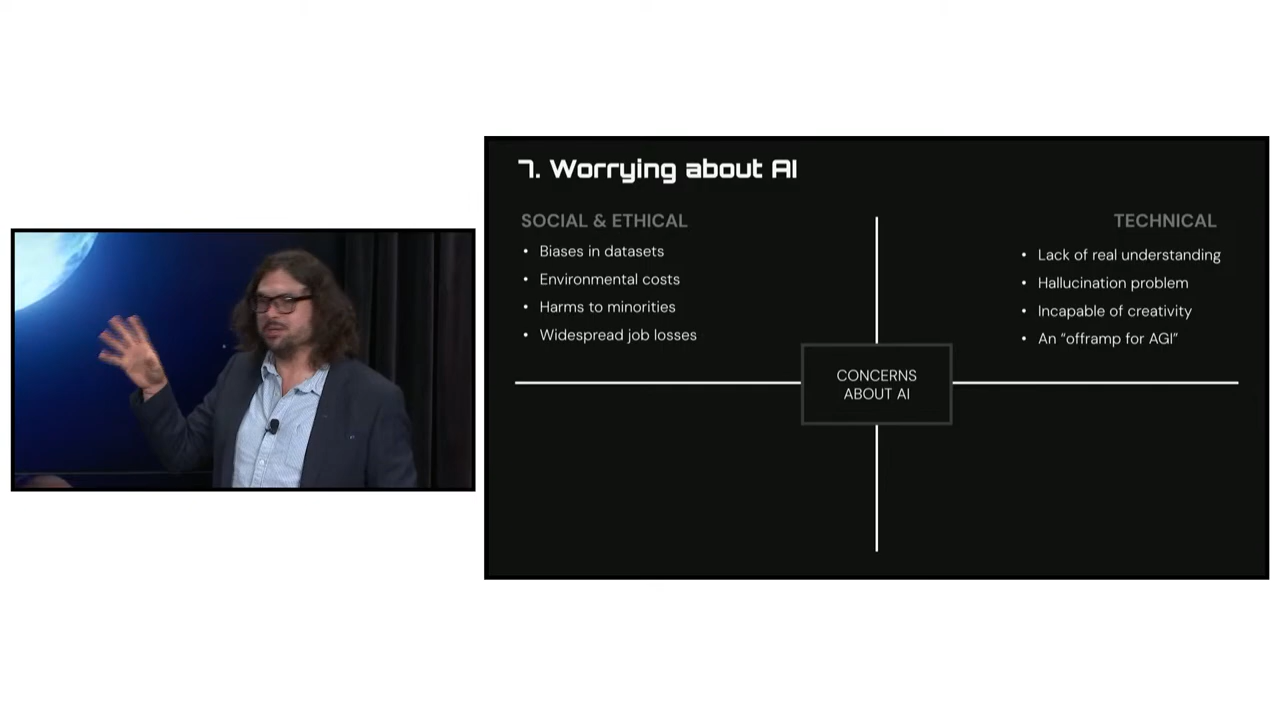 7. Worrying about AI
SOCIAL & ETHICAL
• Biases in datasets
• Environmental costs
• Harms to minorities
• Widespread job losses
TECHNICAL
• Lack of real understanding
• Hallucination problem
• Incapable of creativity
• An “offramp for AGI”
CONCERNS
ABOUT AI